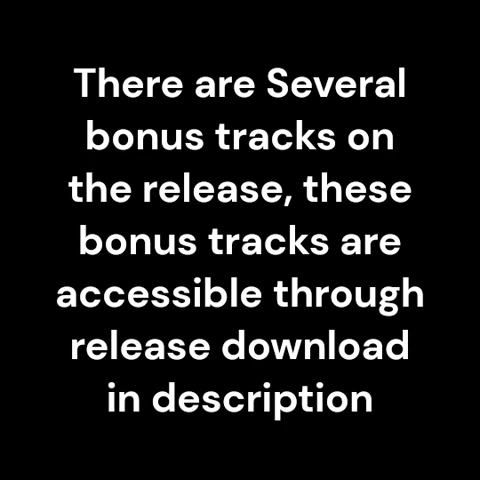 There are Several
bonus tracks on
the release, these
bonus tracks are
accessible through
release download
in description